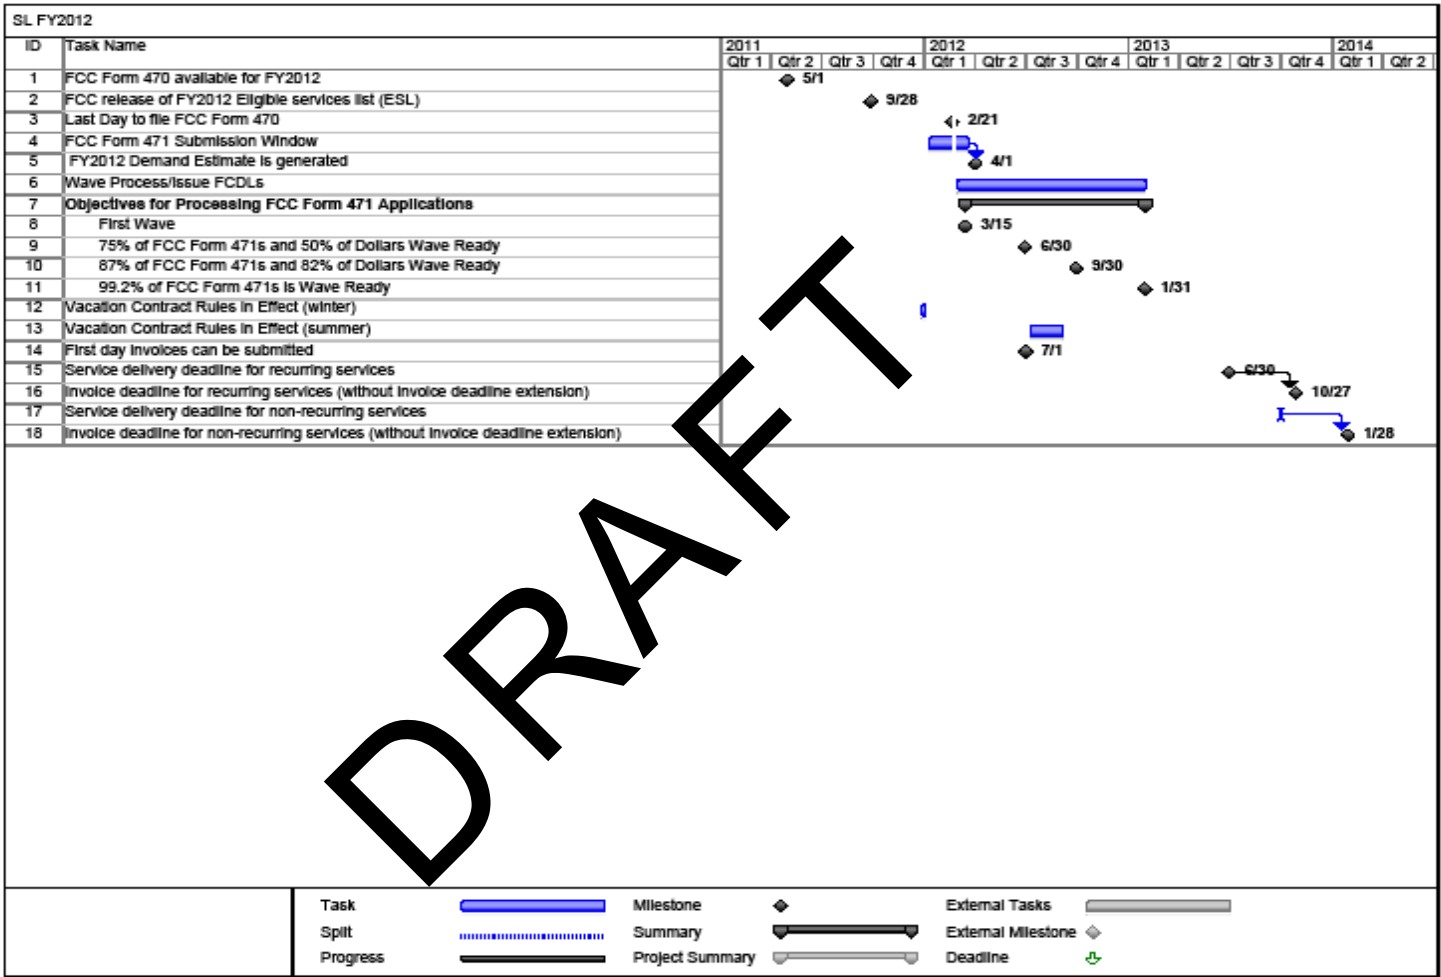 SL FY2012
ID Task Name 2011 2012 2013 2014
Qtr 1 Qtr 2 Qtr 3 Qtr 4 Qtr 1 Qtr 2 Qtr 3 Qtr 4 Qtr 1 Qtr 2 Qtr 3 Qtr 4 Qtr 1 Qtr 2
1 FCC Form 470 available for FY2012 5/1
2 FCC release of FY2012 Eligible services list (ESL) 9/28
3 Last Day to file FCC Form 470 2/21
4 FCC Form 471 Submission Window
5 FY2012 Demand Estimate is generated 4/1
6 Wave Process/Issue FCDLs
7 Objectives for Processing FCC Form 471 Applications
8 First Wave 3/15
9 75% of FCC Form 471s and 50% of Dollars Wave Ready 6/30
10 87% of FCC Form 471s and 82% of Dollars Wave Ready 9/30
11 99.2% of FCC Form 471s is Wave Ready 1/31
12 Vacation Contract Rules in Effect (winter)
13 Vacation Contract Rules in Effect (summer)
14 First day invoices can be submitted 7/1
15 Service delivery deadline for recurring services 6/30
16 Invoice deadline for recurring services (without invoice deadline extension) 10/27
17 Service delivery deadline for non-recurring services
18 Invoice deadline for non-recurring services (without invoice deadline extension) 1/28
DRAFT
Task Milestone External Tasks
Split Summary External Milestone
Progress Project Summary Deadline